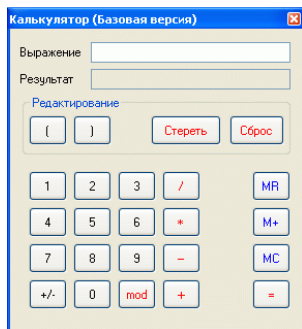 Калькулятор (Базовая версия)
Выражение
Результат
Редактирование
( ) Стереть Сброс
1 2 3 / MR
4 5 6 * M+
7 8 9 - MC
+/- 0 mod + =